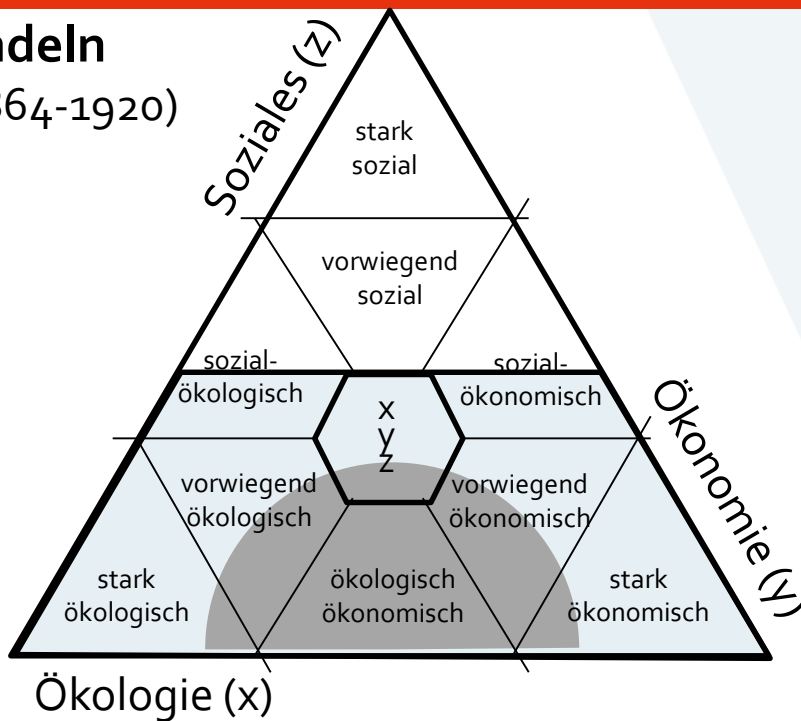 ndeln
64-1920)
Soziales (z)
stark
sozial
vorwiegend
sozial
sozial-
ökologisch
sozial-
ökonomisch
x
y
z
Ökonomie (y)
vorwiegend
ökologisch
vorwiegend
ökonomisch
stark
ökologisch
ökologisch
ökonomisch
stark
ökonomisch
Ökologie (x)